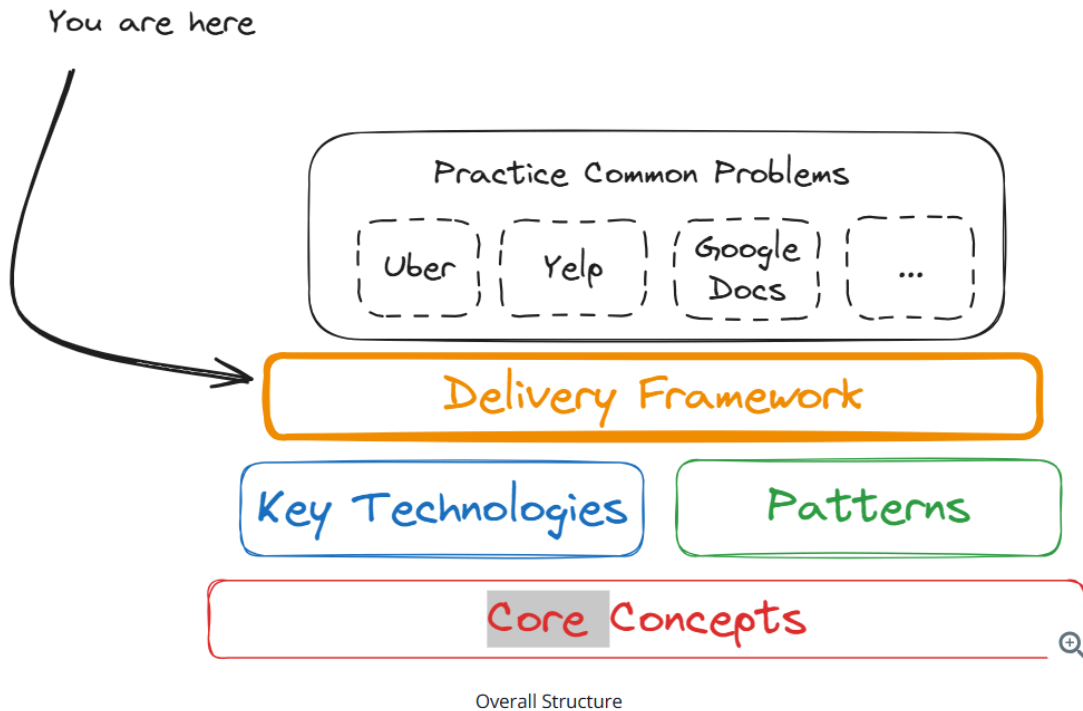 You are here
Practice Common Problems
Uber
Yelp
Google
Docs
...
Delivery Framework
Key Technologies
Patterns
Core Concepts
Overall Structure